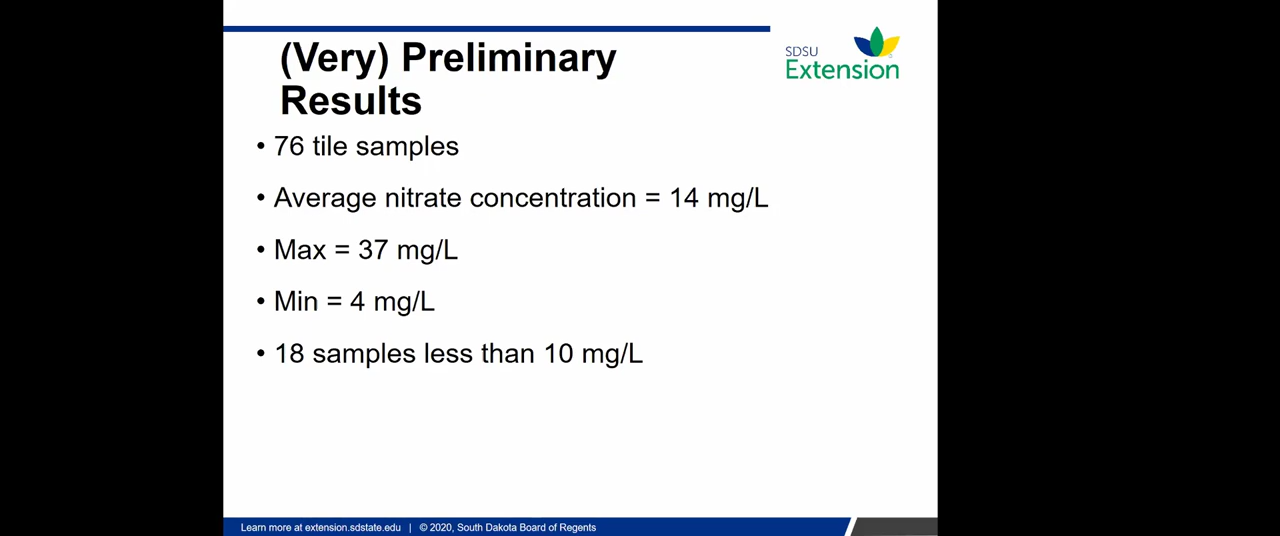 (Very) Preliminary
Results
SDSU
Extension
• 76 tile samples
• Average nitrate concentration = 14 mg/L
• Max = 37 mg/L
• Min = 4 mg/L
• 18 samples less than 10 mg/L
Learn more at extension.sdstate.edu | © 2020, South Dakota Board of Regents